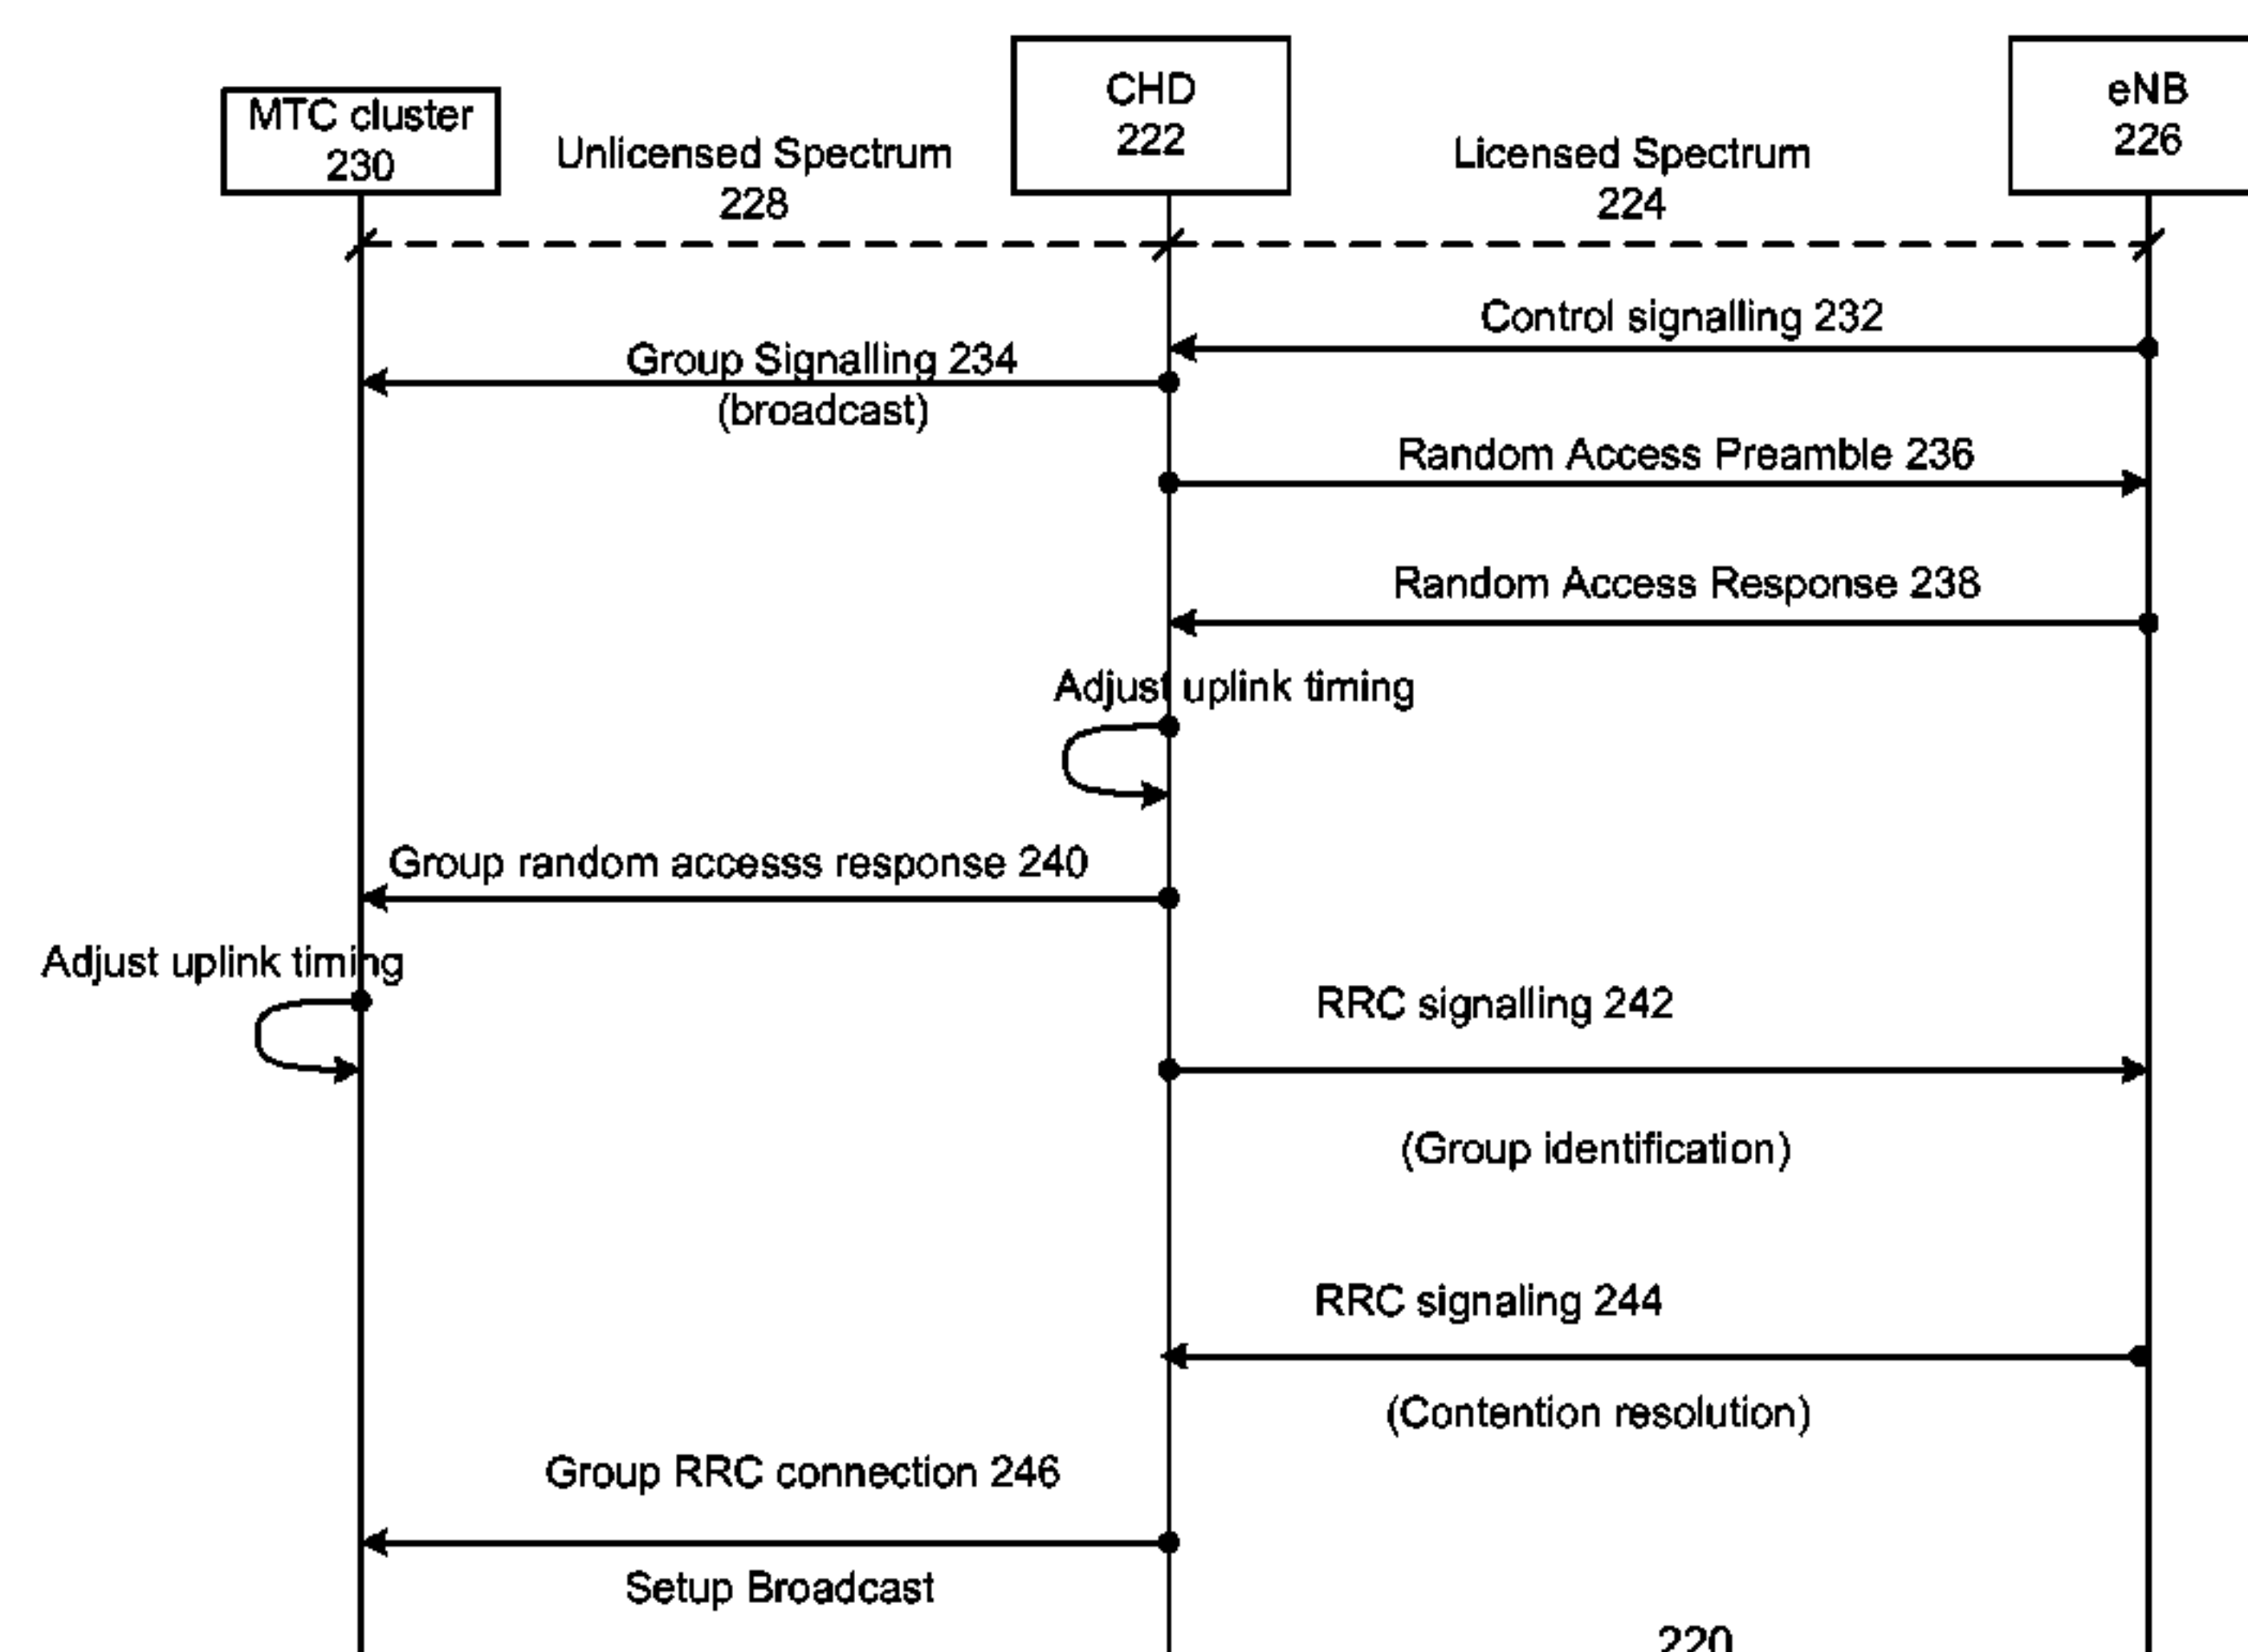 CHD
222
eNB
226
MTC cluster
230
Unlicensed Spectrum
228
Licensed Spectrum
224
Control signalling 232
Group Signalling 234
(broadcast)
Random Access Preamble 236
Random Access Response 238
Adjust uplink timing
Group random accesss response 240
Adjust uplink timing
RRC signalling 242
(Group identification)
RRC signaling 244
(Contention resolution)
Group RRC connection 246
Setup Broadcast
220